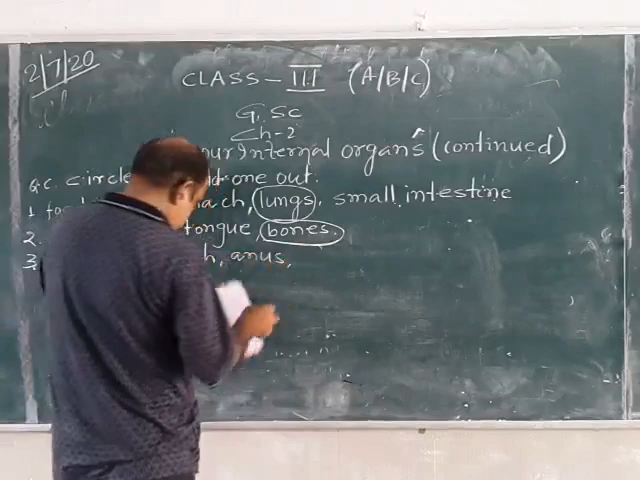 2/7/20
CLASS - III (A/B/C)
G. SC
Ch-2
our Internal organs (continued)
Q.C. circle one out.
1 ach, lungs, small intestine
2. tongue, bones.
3. h, anus,